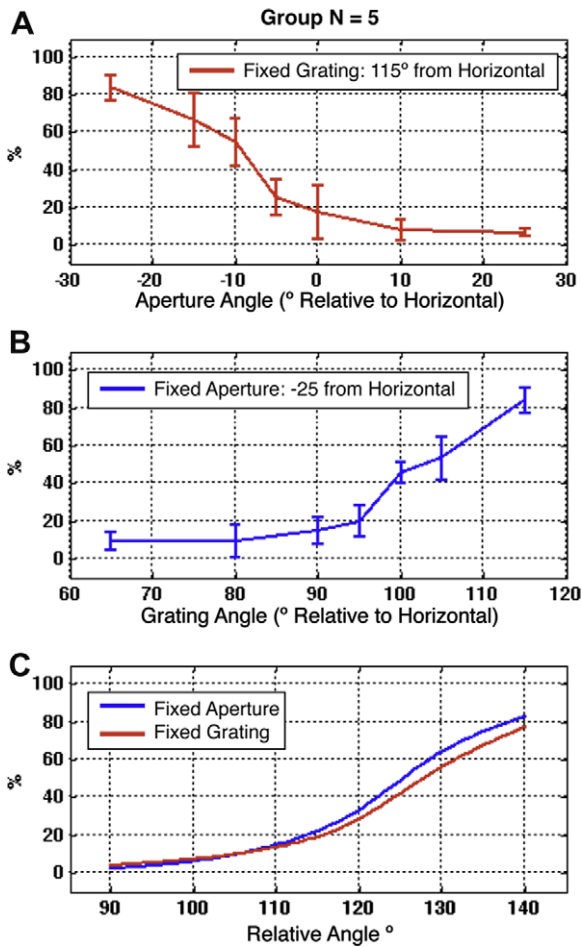 Group N = 5
A
Fixed Grating: 115º from Horizontal
100
80
60
40
20
0
%
-30 -20 -10 0 10 20 30
Aperture Angle (º Relative to Horizontal)
B
Fixed Aperture: -25 from Horizontal
100
80
60
40
20
0
%
60 70 80 90 100 110 120
Grating Angle (º Relative to Horizontal)
C
Fixed Aperture
Fixed Grating
100
80
60
40
20
0
%
90 100 110 120 130 140
Relative Angle º